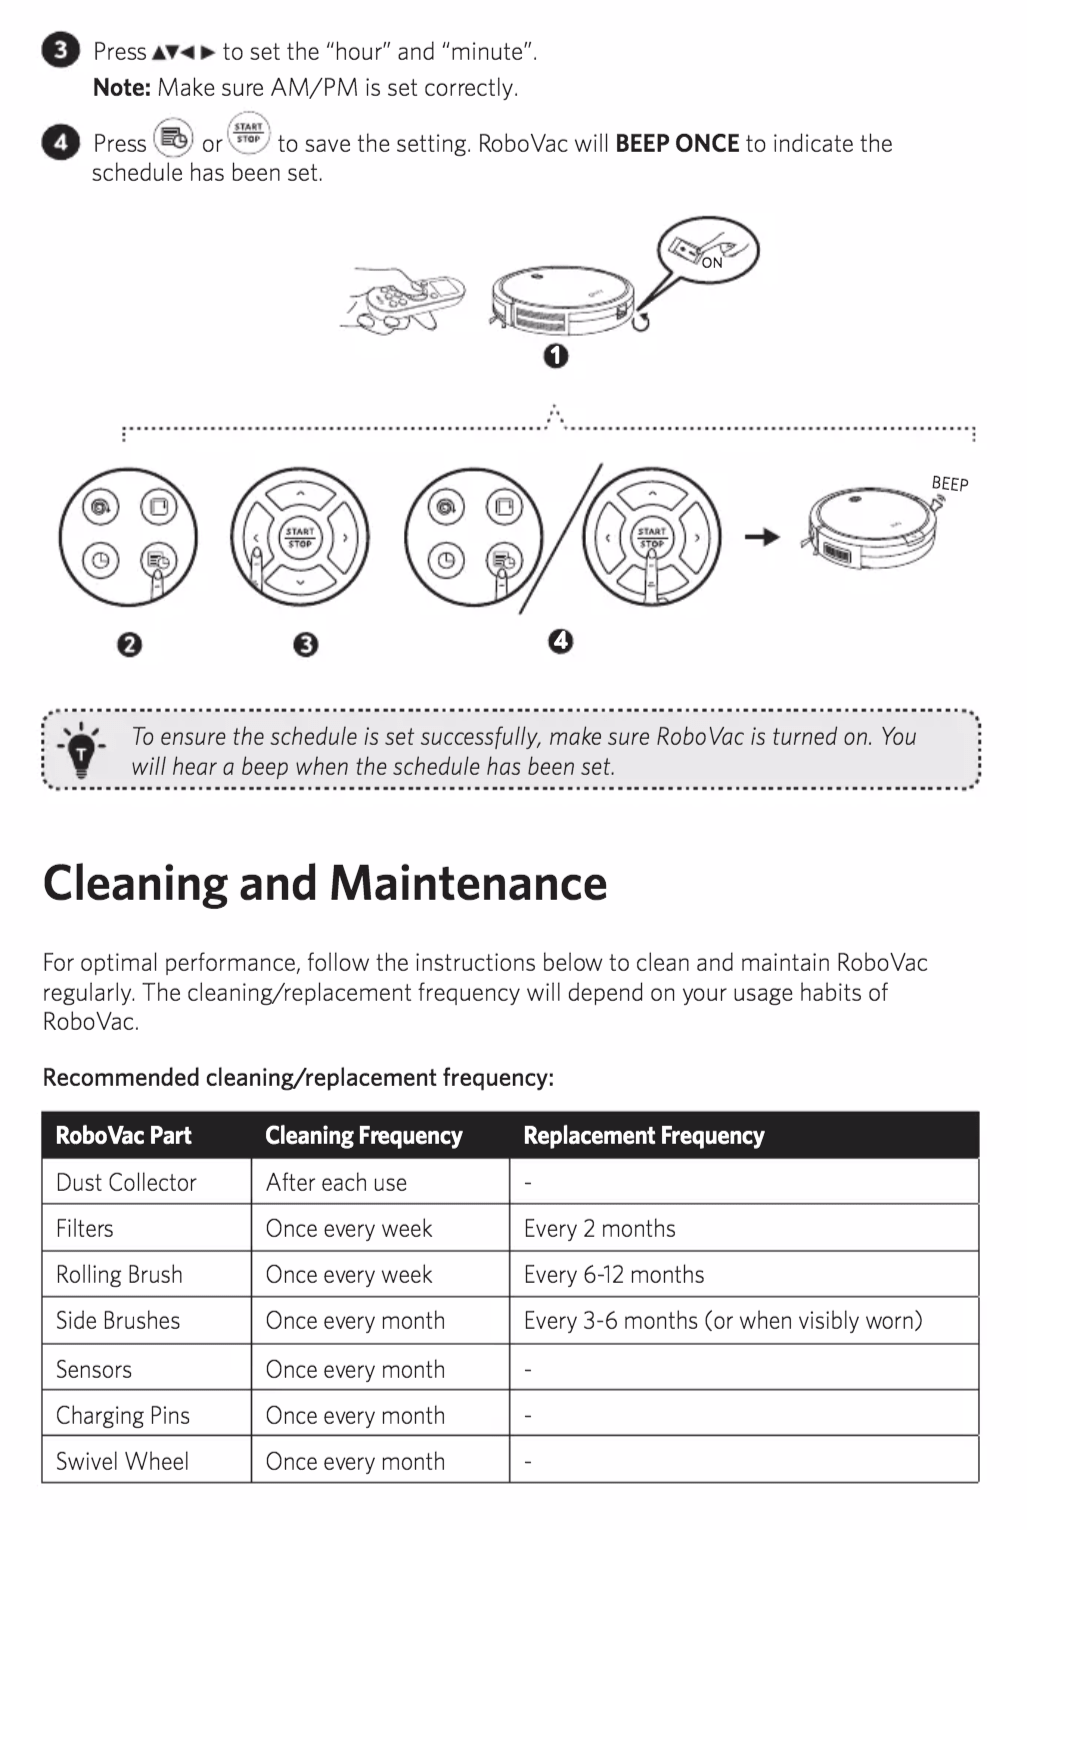 3 Press ▲▼◄► to set the “hour” and “minute”.
Note: Make sure AM/PM is set correctly.
4 Press or START STOP to save the setting. RoboVac will BEEP ONCE to indicate the
schedule has been set.
ON
1
BEEP
START
STOP
START
STOP
2
3
4
T
To ensure the schedule is set successfully, make sure RoboVac is turned on. You
will hear a beep when the schedule has been set.
Cleaning and Maintenance
For optimal performance, follow the instructions below to clean and maintain RoboVac
regularly. The cleaning/replacement frequency will depend on your usage habits of
RoboVac.
Recommended cleaning/replacement frequency:
RoboVac Part Cleaning Frequency Replacement Frequency
Dust Collector After each use -
Filters Once every week Every 2 months
Rolling Brush Once every week Every 6-12 months
Side Brushes Once every month Every 3-6 months (or when visibly worn)
Sensors Once every month -
Charging Pins Once every month -
Swivel Wheel Once every month -